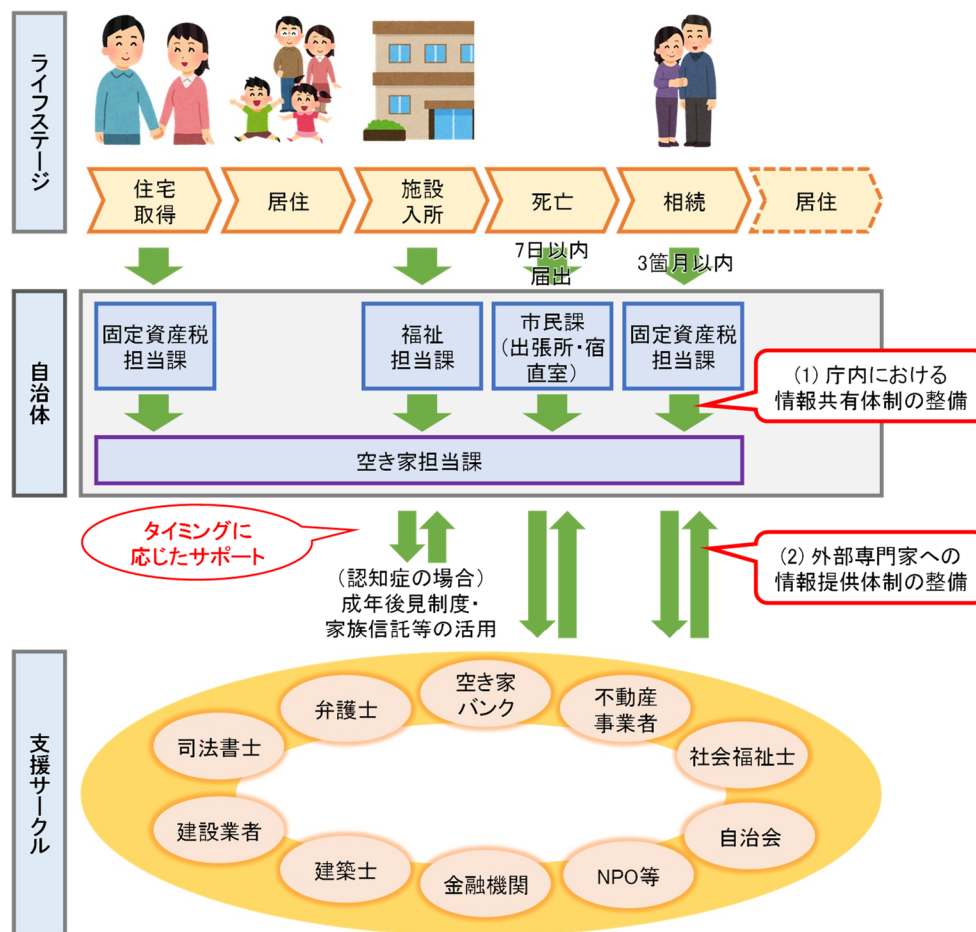 ライフステージ
住宅
取得
居住
施設
入所
死亡
相続
居住
7日以内
届出
3箇月以内
自治体
固定資産税
担当課
福祉
担当課
市民課
(出張所・宿
直室)
固定資産税
担当課
(1) 庁内における
情報共有体制の整備
空き家担当課
タイミングに
応じたサポート
(認知症の場合)
成年後見制度・
家族信託等の活用
(2) 外部専門家への
情報提供体制の整備
支援サークル
司法書士
弁護士
空き家
バンク
不動産
事業者
社会福祉士
建設業者
建築士
金融機関
NPO等
自治会